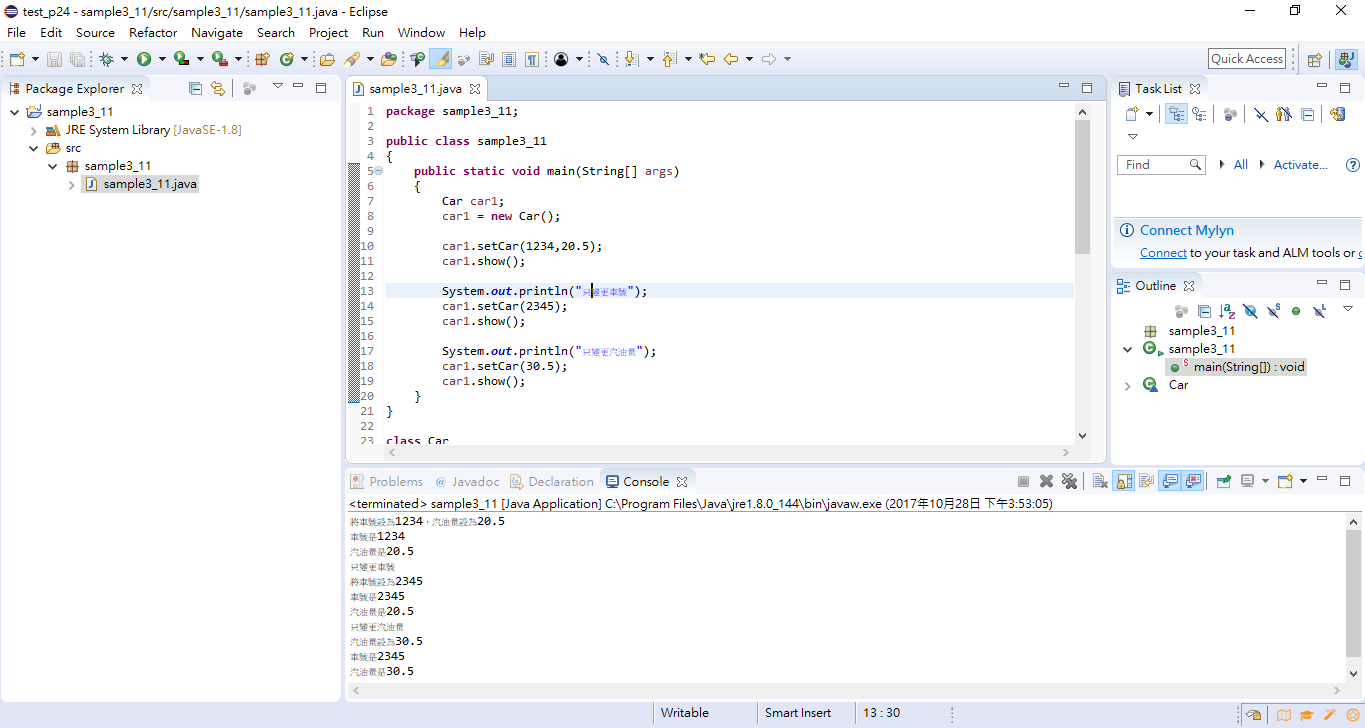 test_p24 - sample3_11/src/sample3_11/sample3_11.java - Eclipse
File Edit Source Refactor Navigate Search Project Run Window Help
Quick Access
Package Explorer
sample3_11
JRE System Library [JavaSE-1.8]
src
sample3_11
sample3_11.java
sample3_11.java
1 package sample3_11;
2
3 public class sample3_11
4 {
5 public static void main(String[] args)
6 {
7 Car car1;
8 car1 = new Car();
9
10 car1.setCar(1234,20.5);
11 car1.show();
12
13 System.out.println("只變更車號");
14 car1.setCar(2345);
15 car1.show();
16
17 System.out.println("只變更汽油量");
18 car1.setCar(30.5);
19 car1.show();
20 }
21 }
22
23 class Car
Task List
Find All Activate...
Connect Mylyn
Connect to your task and ALM tools or
Outline
sample3_11
sample3_11
main(String[]) : void
Car
Problems @ Javadoc Declaration Console
<terminated> sample3_11 [Java Application] C:\Program Files\Java\jre1.8.0_144\bin\javaw.exe (2017年10月28日 下午3:53:05)
將車號設為1234，汽油量設為20.5
車號是1234
汽油量是20.5
只變更車號
將車號設為2345
車號是2345
汽油量是20.5
只變更汽油量
汽油量設為30.5
車號是2345
汽油量是30.5
Writable Smart Insert 13 : 30